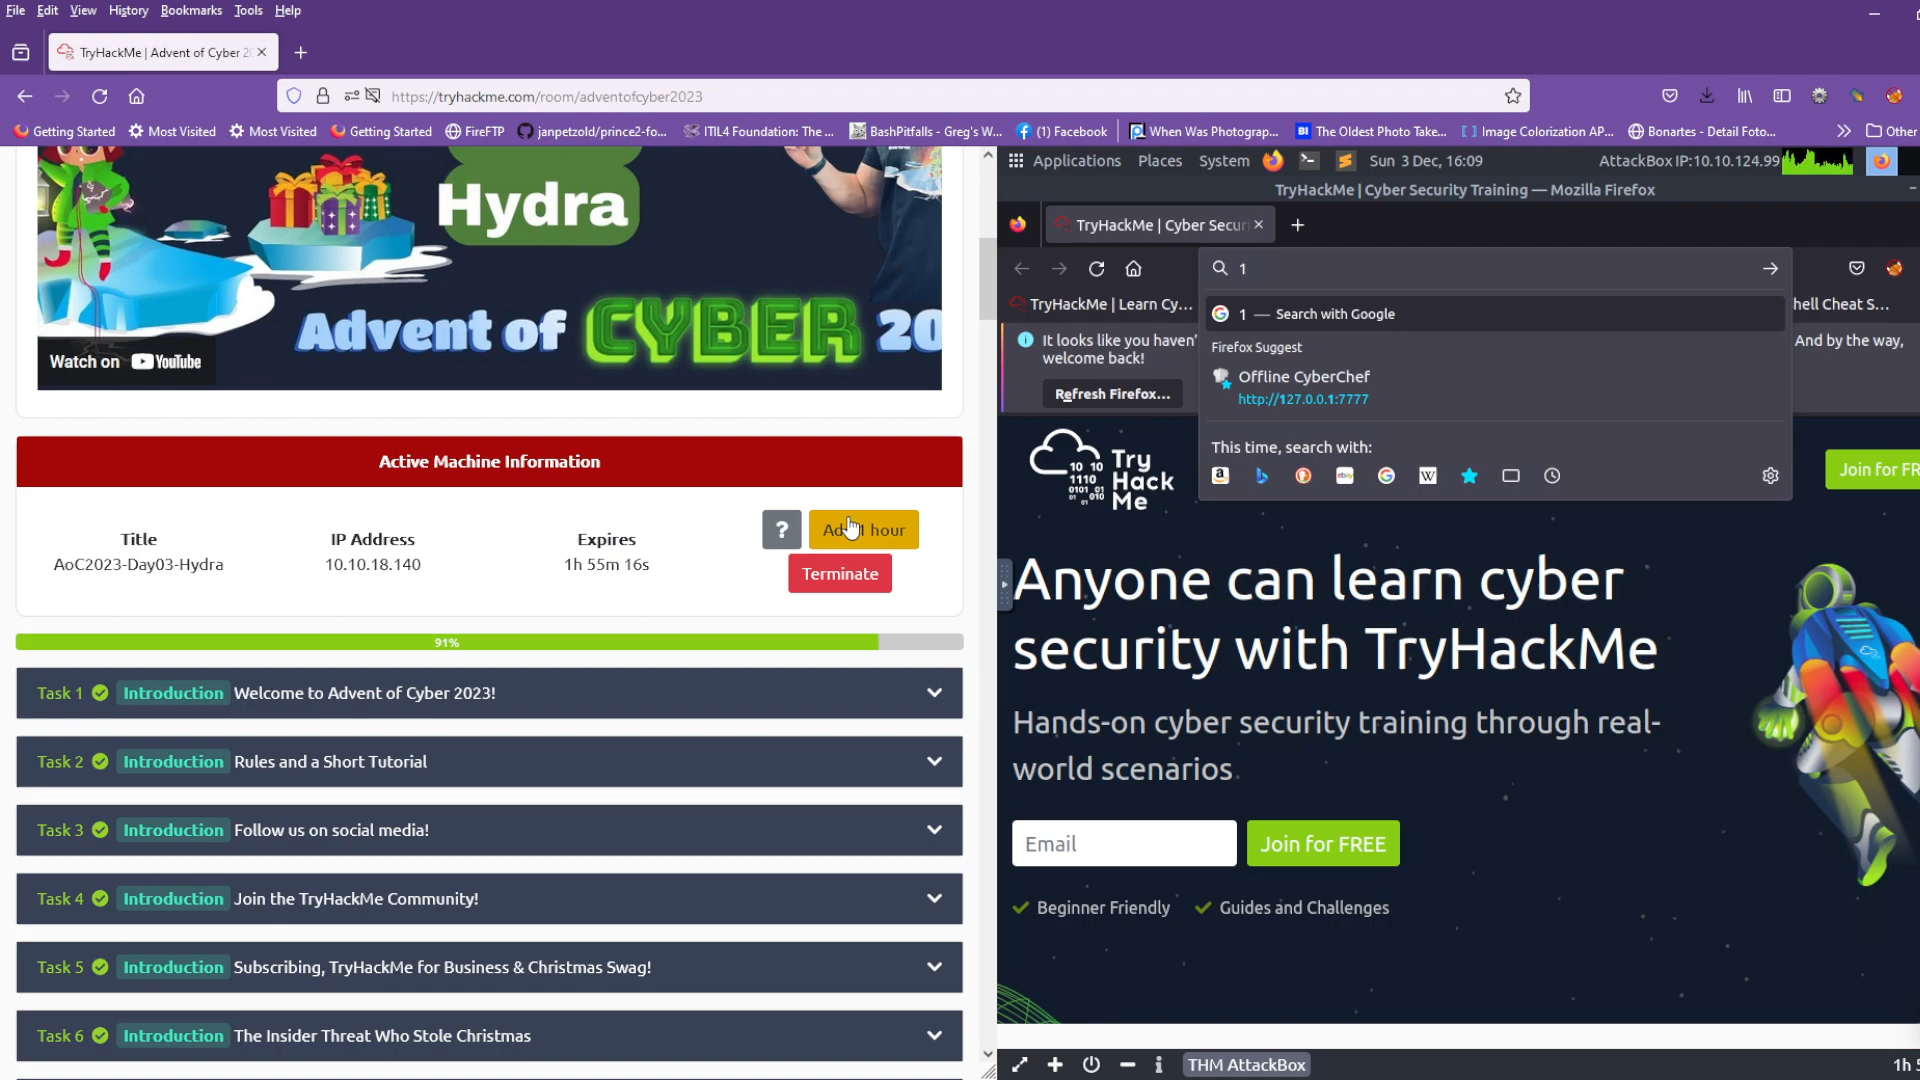 File Edit View History Bookmarks Tools Help
TryHackMe | Advent of Cyber 2
https://tryhackme.com/room/adventofcyber2023
Getting Started Most Visited Most Visited Getting Started FireFTP janpetzold/prince2-fo... ITIL4 Foundation: The ... BashPitfalls - Greg's W... (1) Facebook When Was Photograp... The Oldest Photo Take... Image Colorization AP... Bonartes - Detail Foto... Other
Hydra
Advent of CYBER 20
Watch on YouTube
Active Machine Information
Title IP Address Expires
AoC2023-Day03-Hydra 10.10.18.140 1h 55m 16s
? Add 1 hour
Terminate
91%
Task 1 Introduction Welcome to Advent of Cyber 2023!
Task 2 Introduction Rules and a Short Tutorial
Task 3 Introduction Follow us on social media!
Task 4 Introduction Join the TryHackMe Community!
Task 5 Introduction Subscribing, TryHackMe for Business & Christmas Swag!
Task 6 Introduction The Insider Threat Who Stole Christmas
Applications Places System Sun 3 Dec, 16:09 AttackBox IP:10.10.124.99
TryHackMe | Cyber Security Training — Mozilla Firefox
TryHackMe | Cyber Secur
1
TryHackMe | Learn Cy... hell Cheat S...
1 — Search with Google
It looks like you haven' And by the way,
welcome back!
Refresh Firefox...
Firefox Suggest
Offline CyberChef
http://127.0.0.1:7777
This time, search with:
Try Hack Me
10 10
1110
0101 01
01 010
Join for FR
Anyone can learn cyber
security with TryHackMe
Hands-on cyber security training through real-
world scenarios.
Email Join for FREE
Beginner Friendly Guides and Challenges
THM AttackBox
1h 5